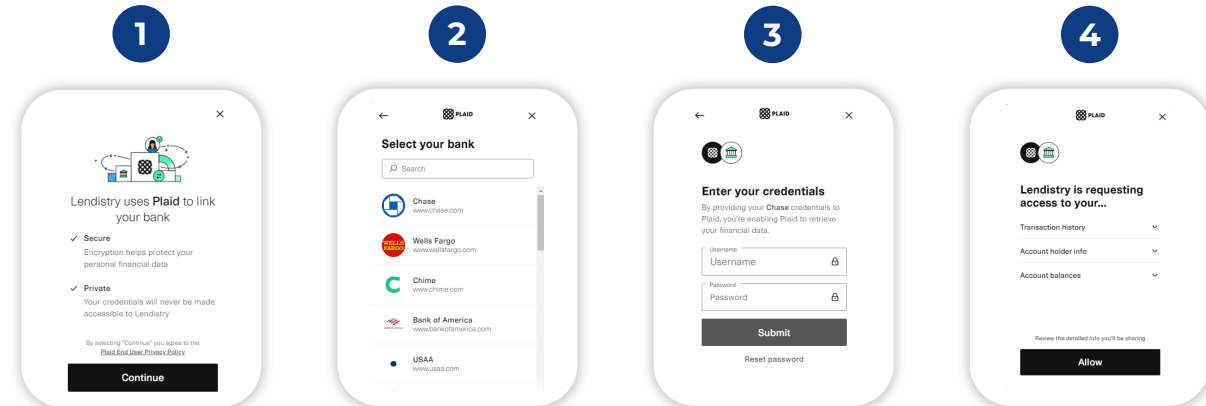 1
2
3
4
Lendistry uses Plaid to link
your bank
Secure
Encryption helps protect your
personal financial data
Private
Your credentials will never be made
accessible to Lendistry
By selecting "Continue" you agree to the
Plaid End User Privacy Policy
Continue
PLAID
Select your bank
Search
Chase
www.chase.com
WELLS
FARGO
Wells Fargo
www.wellsfargo.com
Chime
www.chime.com
Bank of America
www.bankofamerica.com
USAA
www.usaa.com
PLAID
Enter your credentials
By providing your Chase credentials to
Plaid, you're enabling Plaid to retrieve
your financial data.
Username
Username
Password
Password
Submit
Reset password
PLAID
Lendistry is requesting
access to your...
Transaction history
Account holder info
Account balances
Review the detailed info you'll be sharing
Allow